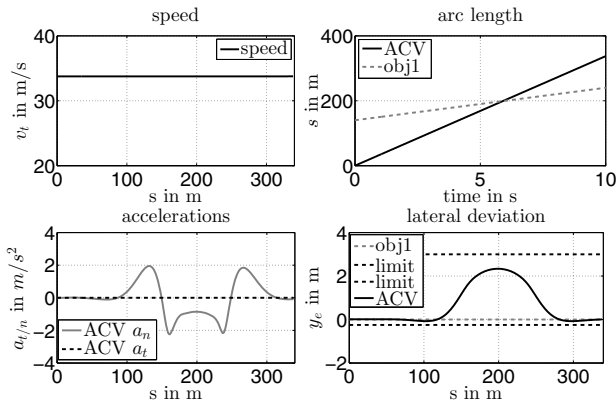 speed
40
30
20
v_t in m/s
speed
0 100 200 300
s in m
arc length
400
200
0
s in m
ACV
obj1
0 5 10
time in s
accelerations
4
2
0
−2
−4
a_{t/n} in m/s^2
ACV a_n
ACV a_t
0 100 200 300
s in m
lateral deviation
4
2
0
−2
y_e in m
obj1
limit
limit
ACV
0 100 200 300
s in m